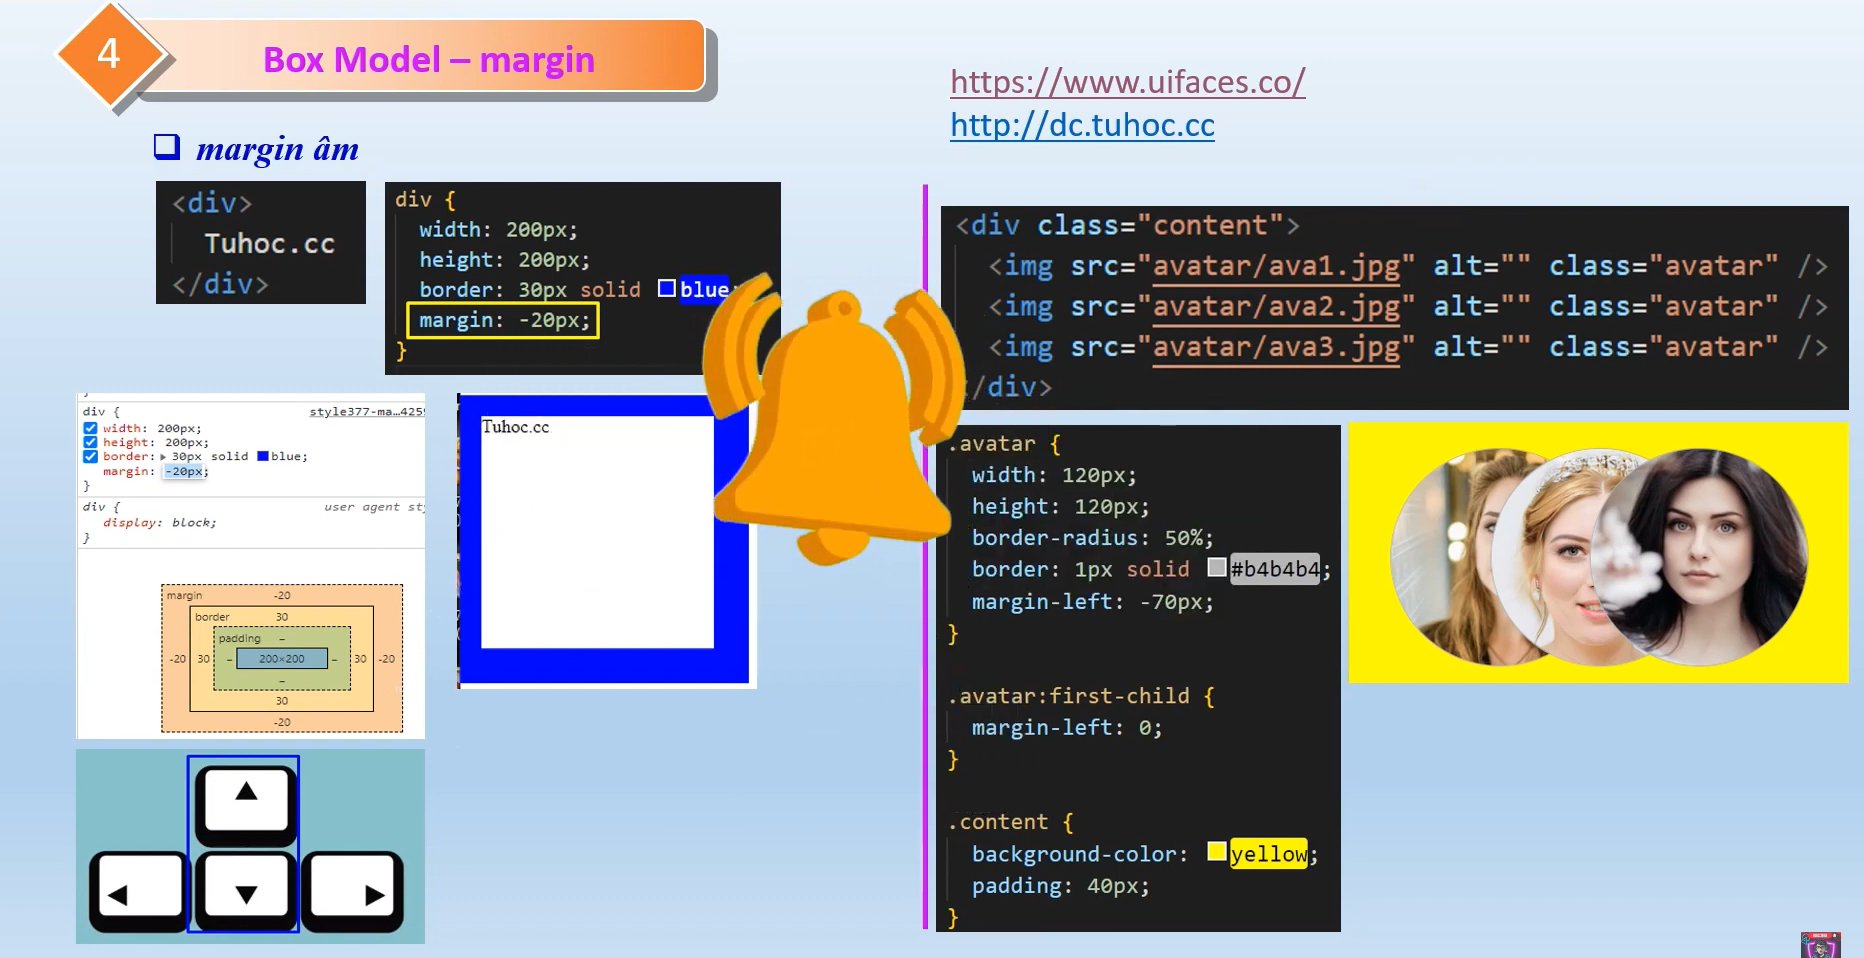 4
Box Model – margin
https://www.uifaces.co/
http://dc.tuhoc.cc
margin âm
<div>
Tuhoc.cc
</div>
div {
width: 200px;
height: 200px;
border: 30px solid blue;
margin: -20px;
}
<div class="content">
<img src="avatar/ava1.jpg" alt="" class="avatar" />
<img src="avatar/ava2.jpg" alt="" class="avatar" />
<img src="avatar/ava3.jpg" alt="" class="avatar" />
/div>
div {
style377-ma…425
width: 200px;
height: 200px;
border: 30px solid blue;
margin: -20px;
}
div {
user agent st
display: block;
}
margin -20
border 30
padding –
-20 30 – 200×200 – 30 -20
–
30
-20
Tuhoc.cc
.avatar {
width: 120px;
height: 120px;
border-radius: 50%;
border: 1px solid #b4b4b4;
margin-left: -70px;
}
.avatar:first-child {
margin-left: 0;
}
.content {
background-color: yellow;
padding: 40px;
}